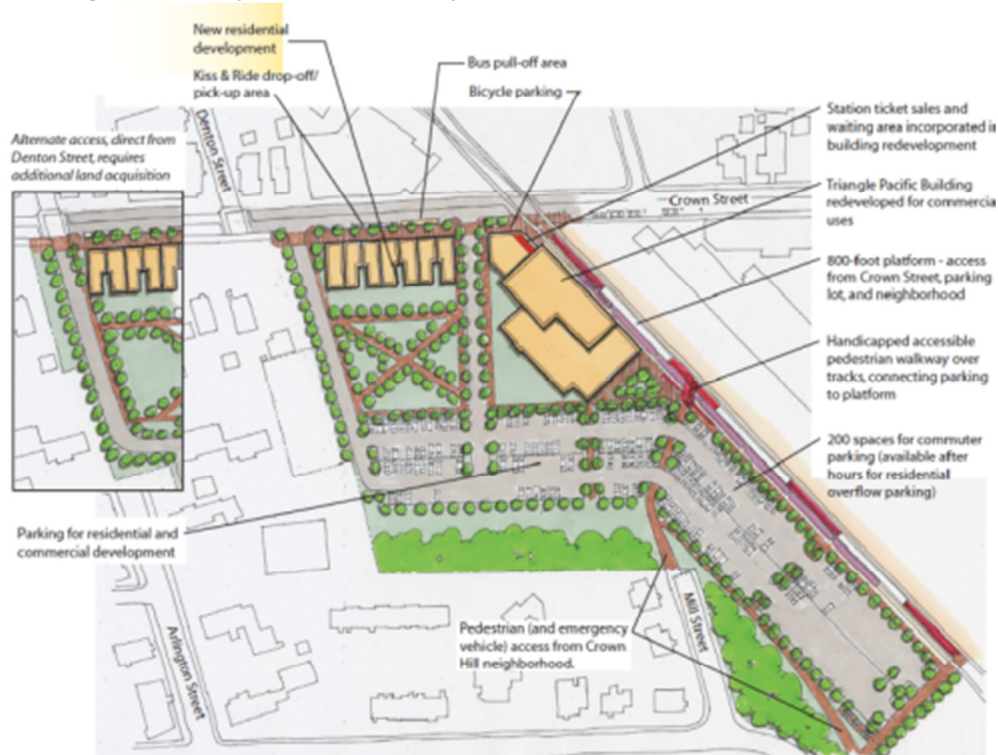 New residential
development
Kiss & Ride drop-off/
pick-up area
Bus pull-off area
Bicycle parking
Denton Street
Alternate access, direct from
Denton Street, requires
additional land acquisition
Station ticket sales and
waiting area incorporated in
building redevelopment
Crown Street
Triangle Pacific Building
redeveloped for commercia
uses
800-foot platform - access
from Crown Street, parking
lot, and neighborhood
Handicapped accessible
pedestrian walkway over
tracks, connecting parking
to platform
200 spaces for commuter
parking (available after
hours for residential
overflow parking)
Parking for residential and
commercial development
Arlington Street
Mill Street
Pedestrian (and emergency
vehicle) access from Crown
Hill neighborhood.